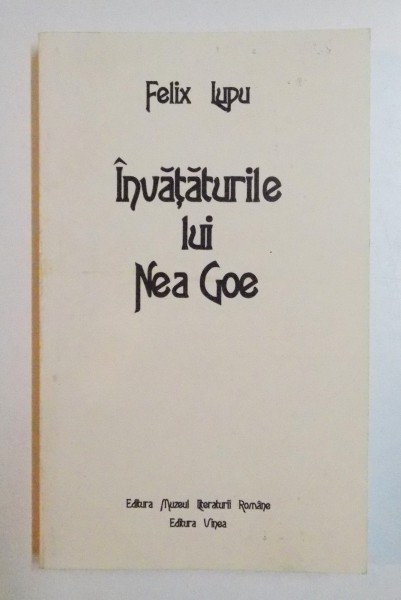 Felix Lupu
Învățăturile
lui
Nea Goe
Editura Muzeul Literaturii Române
Editura Vinea